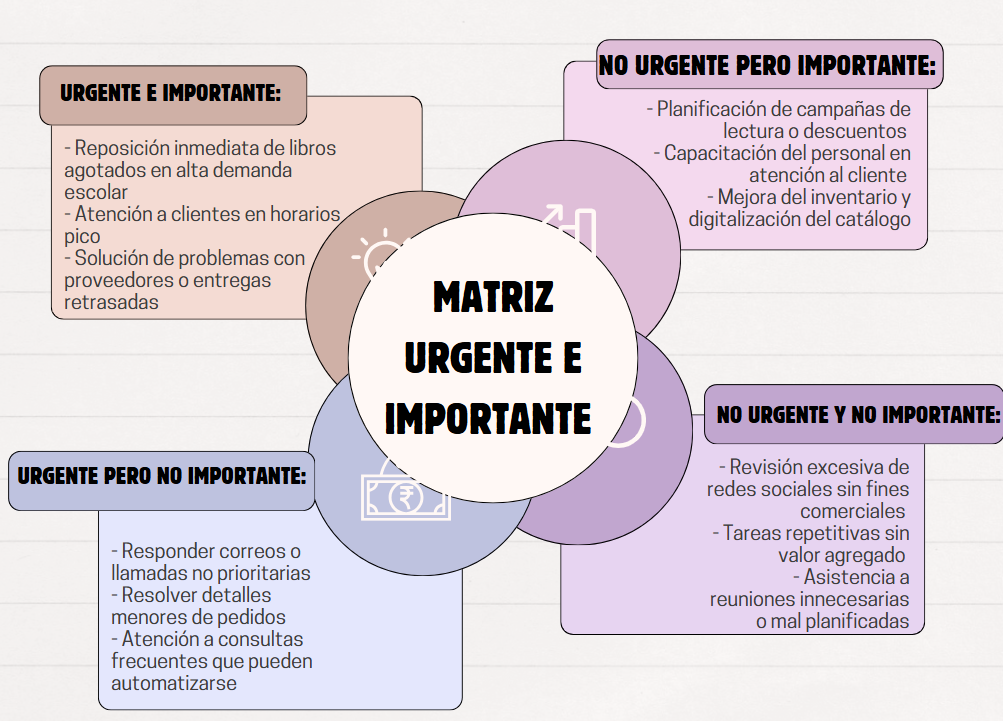 URGENTE E IMPORTANTE:
- Reposición inmediata de libros
agotados en alta demanda
escolar
- Atención a clientes en horarios
pico
- Solución de problemas con
proveedores o entregas
retrasadas
NO URGENTE PERO IMPORTANTE:
- Planificación de campañas de
lectura o descuentos
- Capacitación del personal en
atención al cliente
- Mejora del inventario y
digitalización del catálogo
MATRIZ
URGENTE E
IMPORTANTE
URGENTE PERO NO IMPORTANTE:
- Responder correos o
llamadas no prioritarias
- Resolver detalles
menores de pedidos
- Atención a consultas
frecuentes que pueden
automatizarse
₹
NO URGENTE Y NO IMPORTANTE:
- Revisión excesiva de
redes sociales sin fines
comerciales
- Tareas repetitivas sin
valor agregado
- Asistencia a
reuniones innecesarias
o mal planificadas